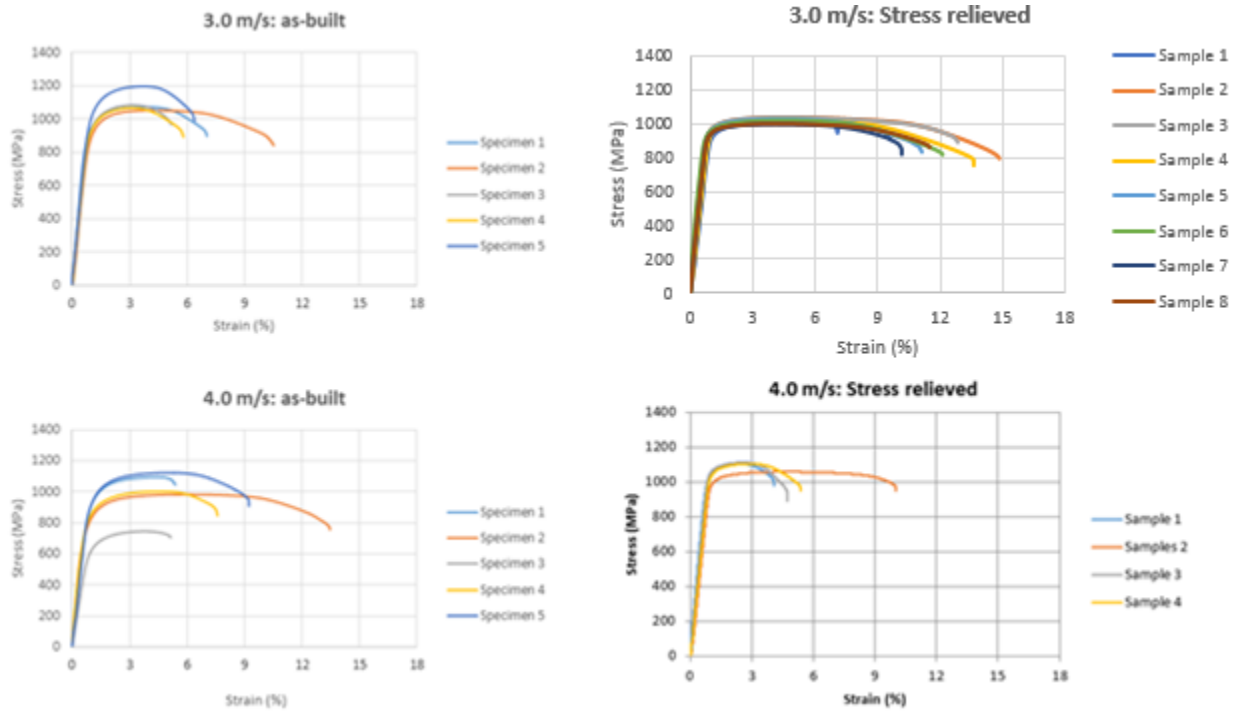 3.0 m/s: as-built
1400
1200
1000
800
600
400
200
0
Stress (MPa)
0 3 6 9 12 15 18
Strain (%)
Specimen 1
Specimen 2
Specimen 3
Specimen 4
Specimen 5
3.0 m/s: Stress relieved
1400
1200
1000
800
600
400
200
0
Stress (MPa)
0 3 6 9 12 15 18
Strain (%)
Sample 1
Sample 2
Sample 3
Sample 4
Sample 5
Sample 6
Sample 7
Sample 8
4.0 m/s: as-built
1400
1200
1000
800
600
400
200
0
Stress (MPa)
0 3 6 9 12 15 18
Strain (%)
Specimen 1
Specimen 2
Specimen 3
Specimen 4
Specimen 5
4.0 m/s: Stress relieved
1400
1200
1000
800
600
400
200
0
Stress (MPa)
0 3 6 9 12 15 18
Strain (%)
Sample 1
Samples 2
Sample 3
Sample 4